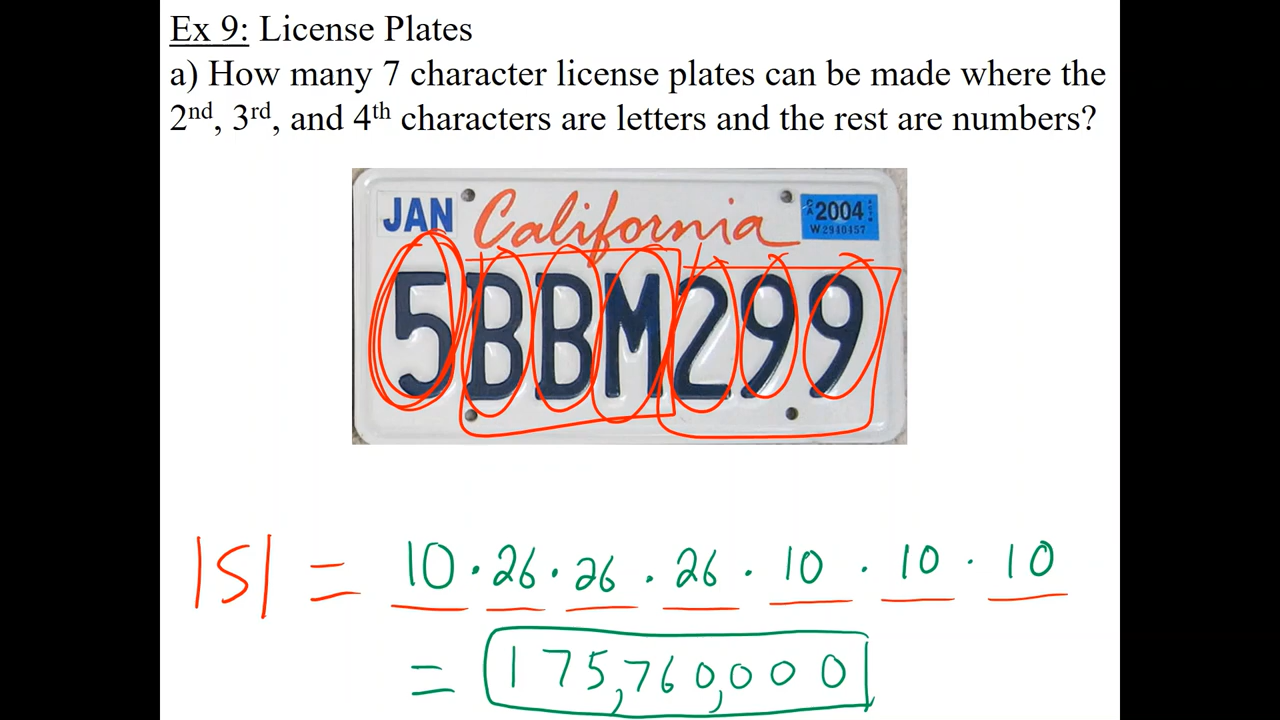 Ex 9: License Plates
a) How many 7 character license plates can be made where the
2nd, 3rd, and 4th characters are letters and the rest are numbers?
JAN California CA 2004
W2940457
5BBM299
|S| = 10 · 26 · 26 · 26 · 10 · 10 · 10
= 175,760,000